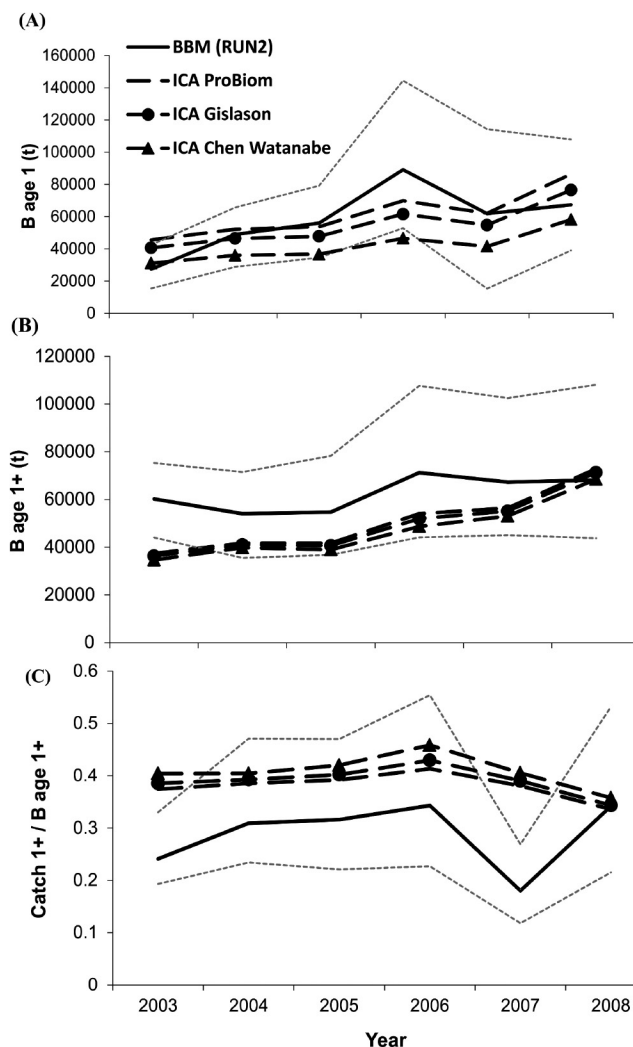 (A)
BBM (RUN2)
ICA ProBiom
ICA Gislason
ICA Chen Watanabe
B age 1 (t)
160000
140000
120000
100000
80000
60000
40000
20000
0
(B)
B age 1+ (t)
120000
100000
80000
60000
40000
20000
0
(C)
Catch 1+ / B age 1+
0.6
0.5
0.4
0.3
0.2
0.1
0
2003 2004 2005 2006 2007 2008
Year